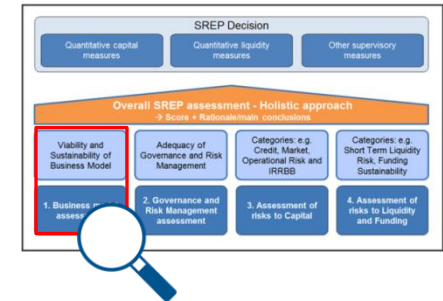 SREP Decision
Quantitative capital
measures
Quantitative liquidity
measures
Other supervisory
measures
Overall SREP assessment - Holistic approach
→ Score + Rationale/main conclusions
Viability and
Sustainability of
Business Model
Adequacy of
Governance and Risk
Management
Categories: e.g.
Credit, Market,
Operational Risk and
IRRBB
Categories: e.g.
Short Term Liquidity
Risk, Funding
Sustainability
1. Business
2. Governance and
Risk Management
assessment
3. Assessment of
risks to Capital
4. Assessment of
risks to Liquidity
and Funding